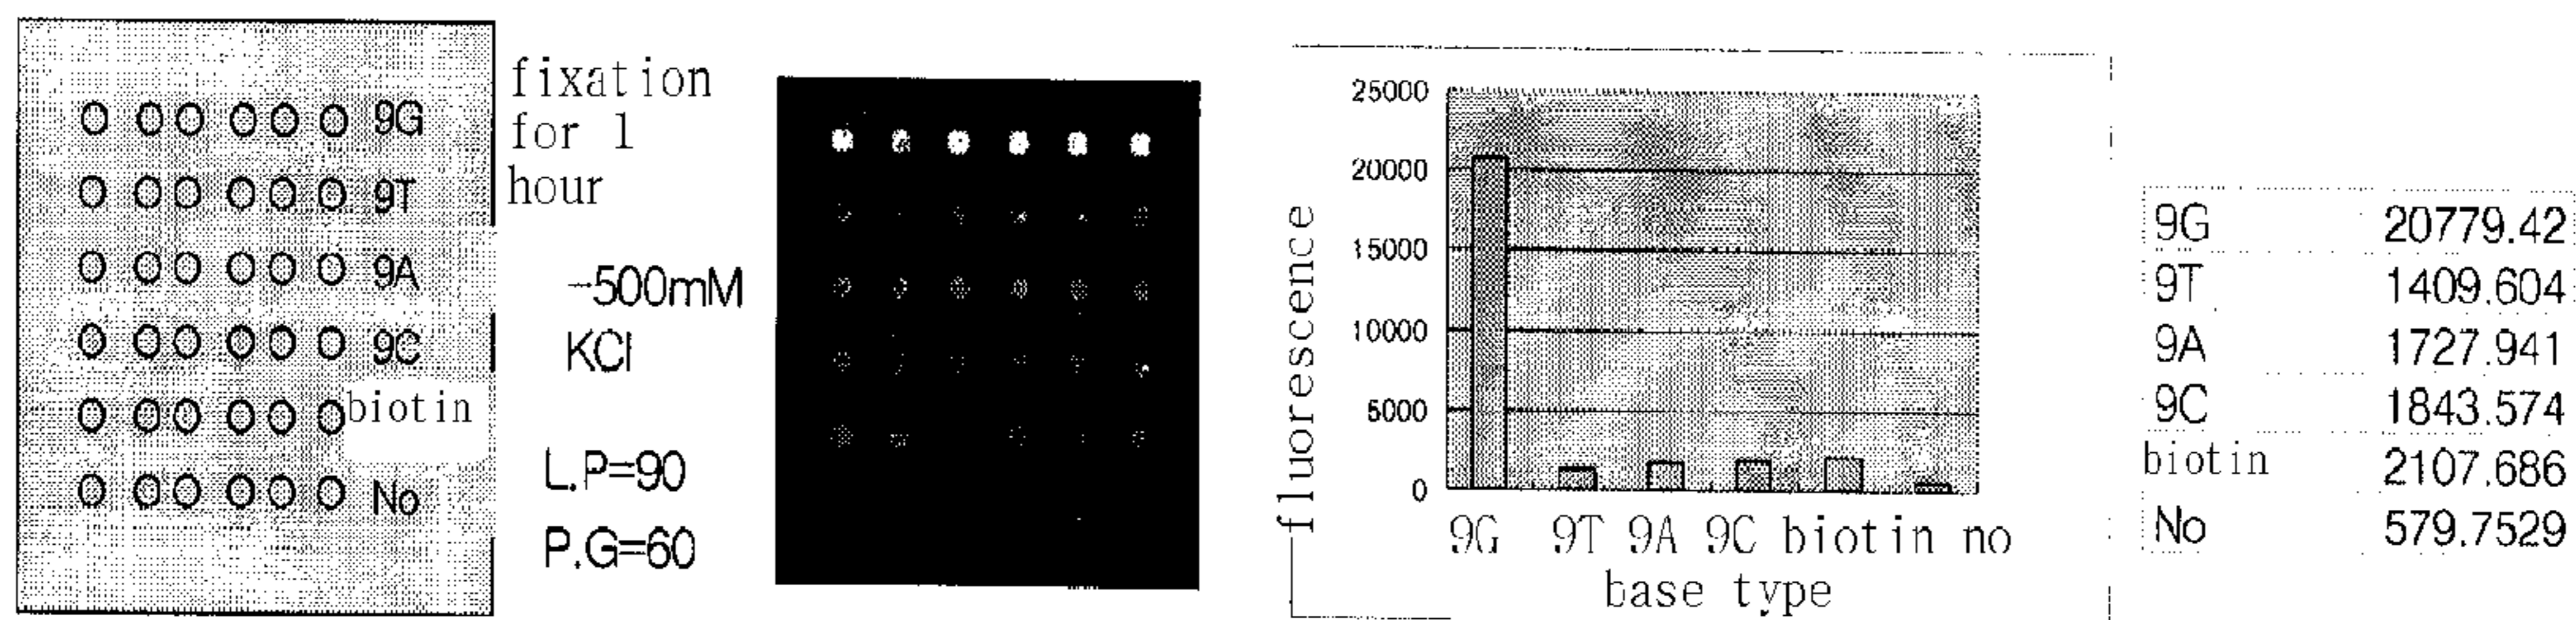 9G
9T
9A
9C
biotin
No
fixation
for 1
hour
-500mM
KCl
L.P=90
P.G=60
fluorescence
25000
20000
15000
10000
5000
0
9G 9T 9A 9C biotin no
base type
9G 20779.42
9T 1409.604
9A 1727.941
9C 1843.574
biotin 2107.686
No 579.7529